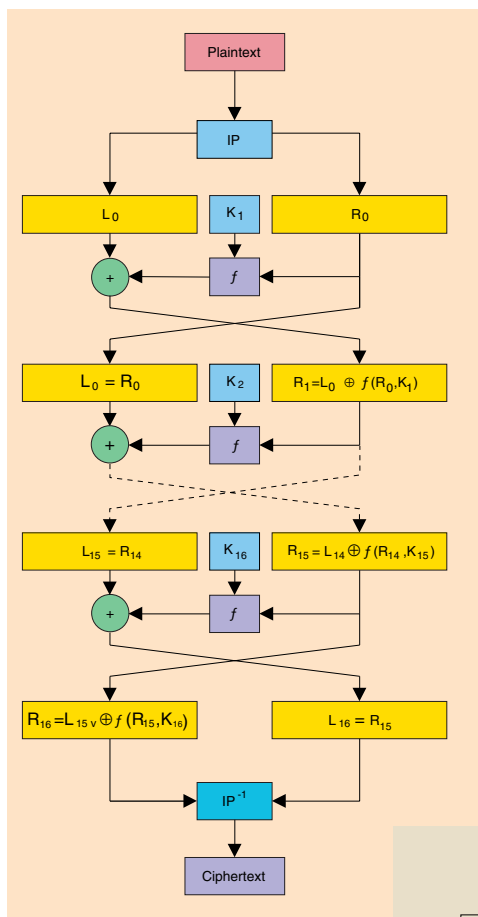 Plaintext
IP
L₀ K₁ R₀
+ f
L₀ = R₀ K₂ R₁=L₀ ⊕ f(R₀,K₁)
+ f
L₁₅ = R₁₄ K₁₆ R₁₅=L₁₄⊕f(R₁₄,K₁₅)
+ f
R₁₆=L₁₅ᵥ⊕f(R₁₅,K₁₆) L₁₆=R₁₅
IP⁻¹
Ciphertext